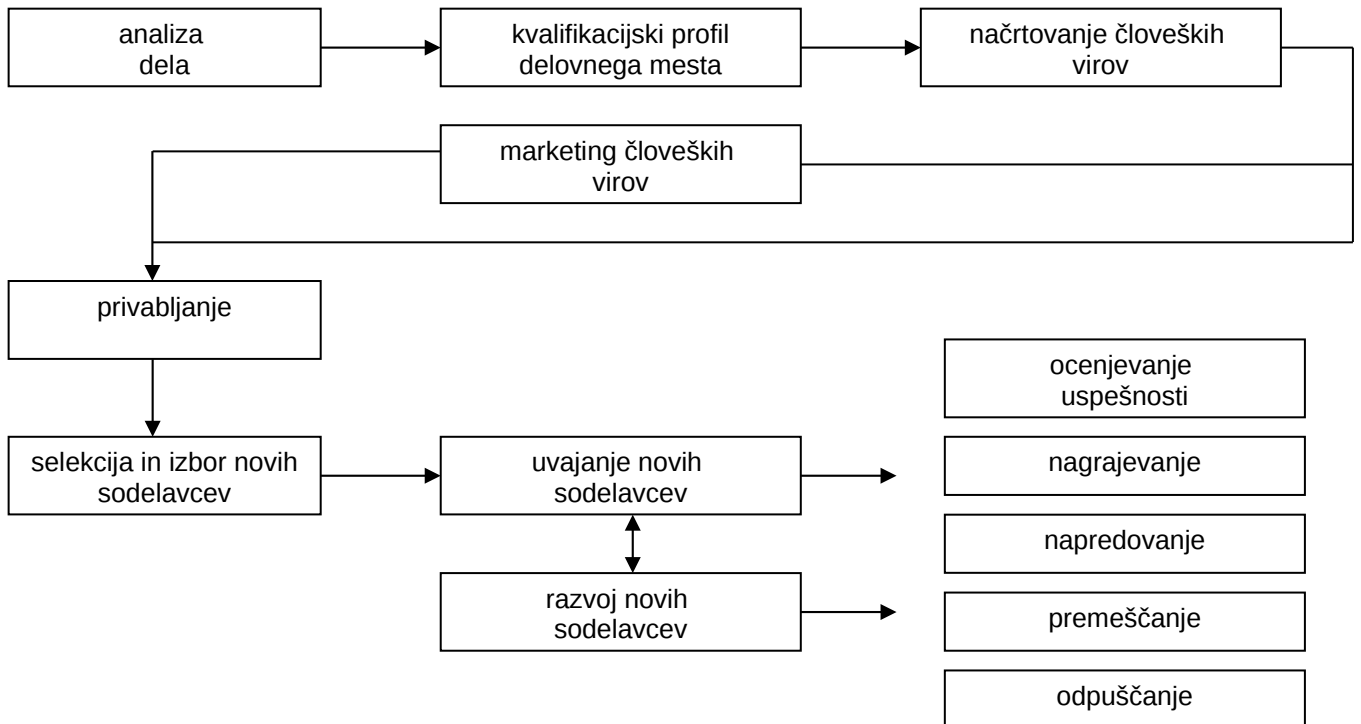 analiza
dela
kvalifikacijski profil
delovnega mesta
načrtovanje človeških
virov
marketing človeških
virov
privabljanje
ocenjevanje
uspešnosti
selekcija in izbor novih
sodelavcev
uvajanje novih
sodelavcev
nagrajevanje
napredovanje
razvoj novih
sodelavcev
premeščanje
odpuščanje